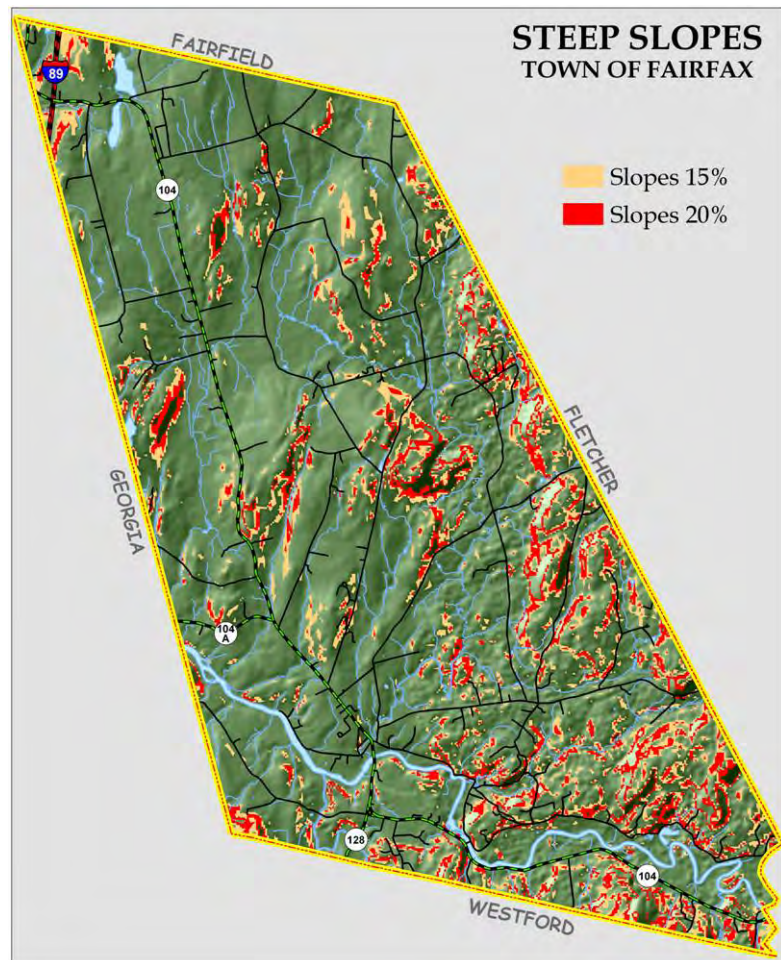 STEEP SLOPES
TOWN OF FAIRFAX
FAIRFIELD
89
Slopes 15%
104
Slopes 20%
FLETCHER
GEORGIA
104
A
128
104
WESTFORD